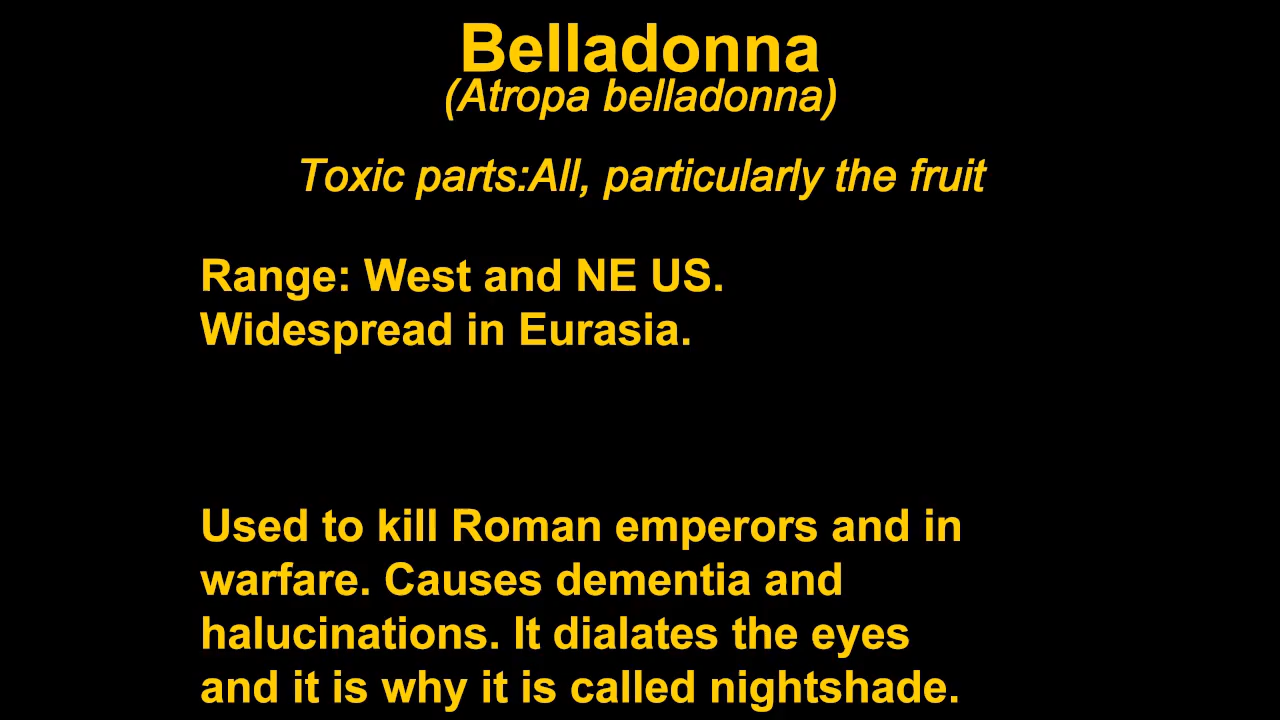 Belladonna
(Atropa belladonna)
Toxic parts:All, particularly the fruit
Range: West and NE US.
Widespread in Eurasia.
Used to kill Roman emperors and in
warfare. Causes dementia and
halucinations. It dialates the eyes
and it is why it is called nightshade.